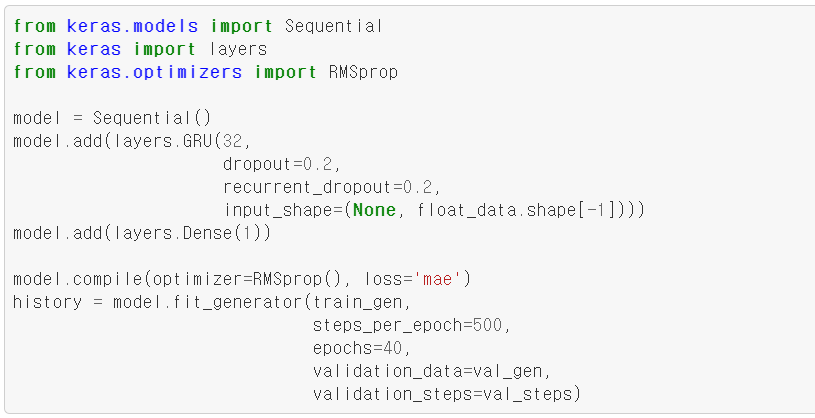 from keras.models import Sequential
from keras import layers
from keras.optimizers import RMSprop
model = Sequential()
model.add(layers.GRU(32,
dropout=0.2,
recurrent_dropout=0.2,
input_shape=(None, float_data.shape[-1])))
model.add(layers.Dense(1))
model.compile(optimizer=RMSprop(), loss='mae')
history = model.fit_generator(train_gen,
steps_per_epoch=500,
epochs=40,
validation_data=val_gen,
validation_steps=val_steps)